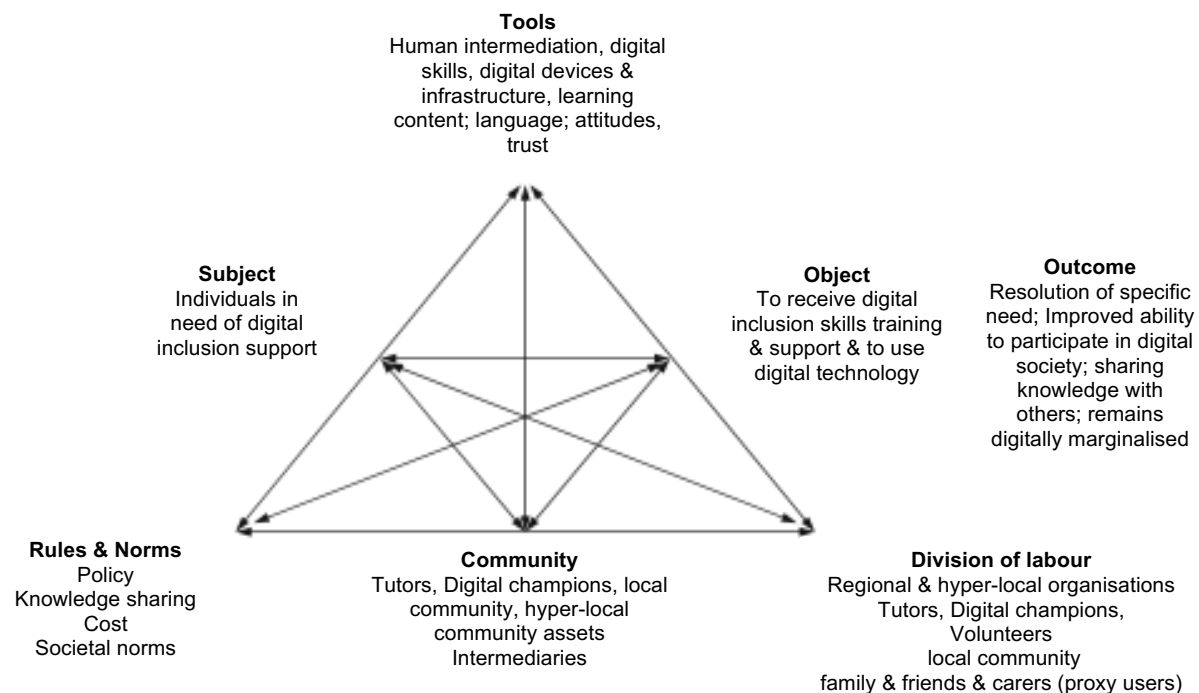 Tools
Human intermediation, digital
skills, digital devices &
infrastructure, learning
content; language; attitudes,
trust
Subject
Individuals in
need of digital
inclusion support
Object
To receive digital
inclusion skills training
& support & to use
digital technology
Outcome
Resolution of specific
need; Improved ability
to participate in digital
society; sharing
knowledge with
others; remains
digitally marginalised
Rules & Norms
Policy
Knowledge sharing
Cost
Societal norms
Community
Tutors, Digital champions, local
community, hyper-local
community assets
Intermediaries
Division of labour
Regional & hyper-local organisations
Tutors, Digital champions,
Volunteers
local community
family & friends & carers (proxy users)